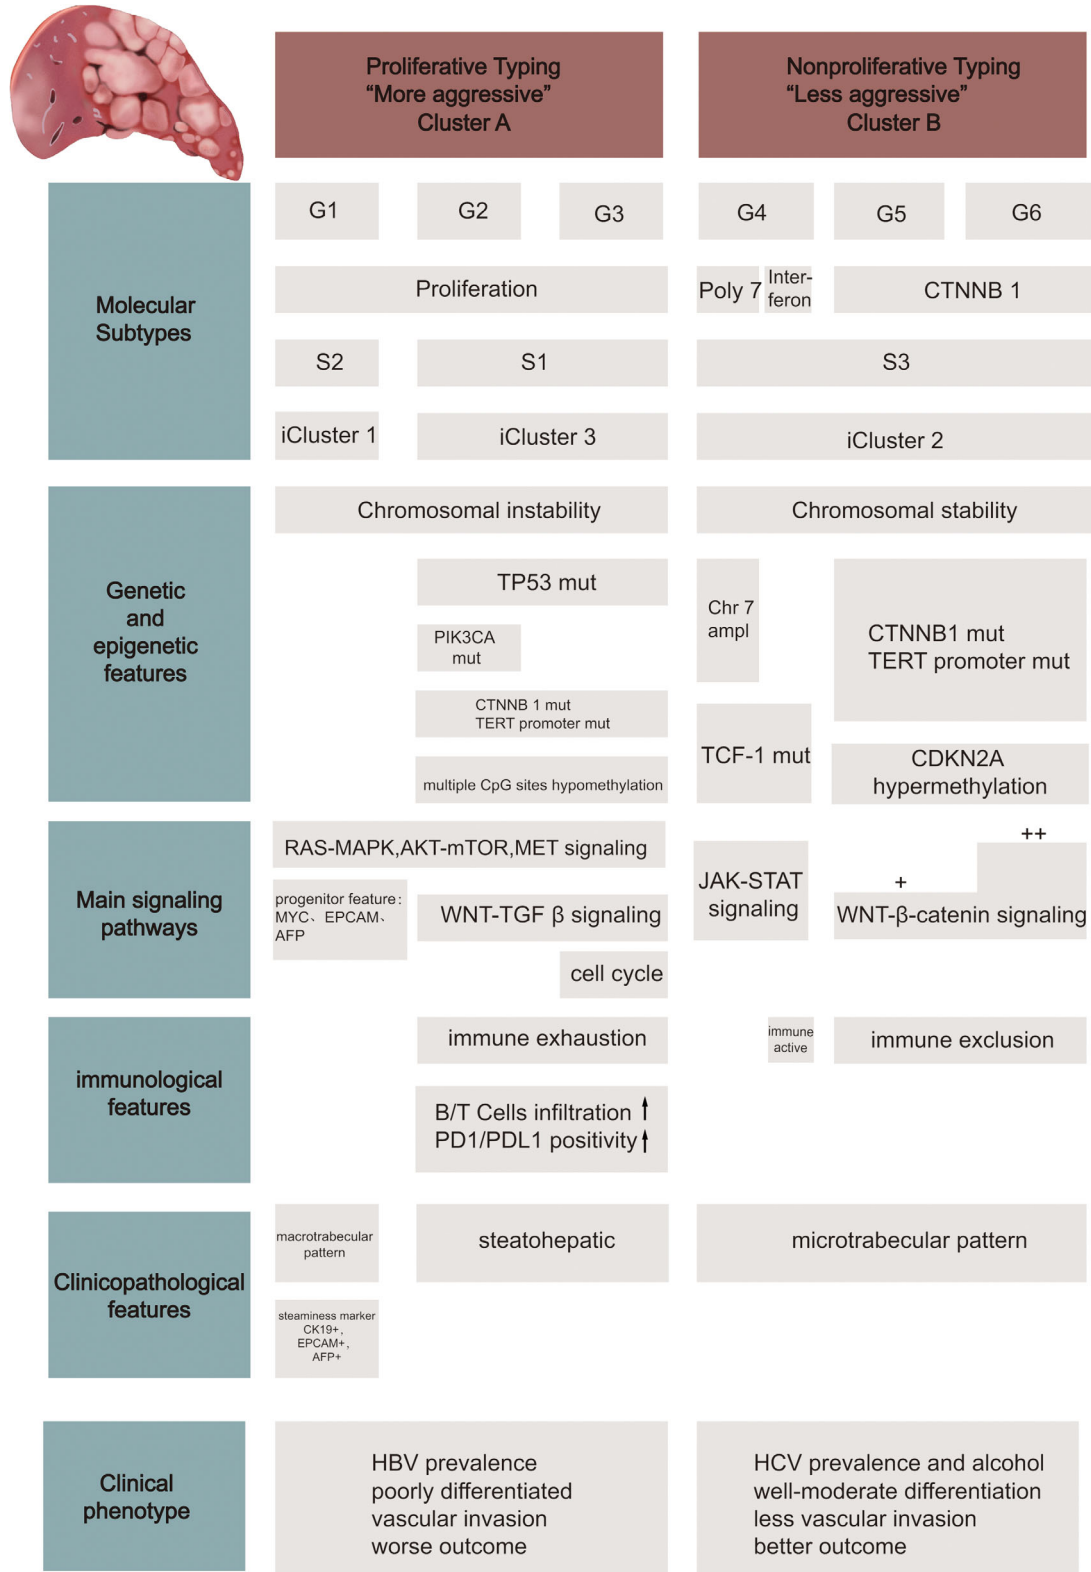 Proliferative Typing
“More aggressive”
Cluster A
Nonproliferative Typing
“Less aggressive”
Cluster B
Molecular
Subtypes
G1
G2
G3
G4
G5
G6
Proliferation
Poly 7
Inter-
feron
CTNNB 1
S2
S1
S3
iCluster 1
iCluster 3
iCluster 2
Genetic
and
epigenetic
features
Chromosomal instability
Chromosomal stability
TP53 mut
Chr 7
ampl
CTNNB1 mut
TERT promoter mut
PIK3CA
mut
CTNNB 1 mut
TERT promoter mut
TCF-1 mut
CDKN2A
hypermethylation
multiple CpG sites hypomethylation
Main signaling
pathways
RAS-MAPK,AKT-mTOR,MET signaling
JAK-STAT
signaling
++
+
WNT-β-catenin signaling
progenitor feature:
MYC、EPCAM、
AFP
WNT-TGF β signaling
cell cycle
immunological
features
immune exhaustion
immune
active
immune exclusion
B/T Cells infiltration ↑
PD1/PDL1 positivity ↑
Clinicopathological
features
macrotrabecular
pattern
steatohepatic
microtrabecular pattern
steaminess marker
CK19+,
EPCAM+,
AFP+
Clinical
phenotype
HBV prevalence
poorly differentiated
vascular invasion
worse outcome
HCV prevalence and alcohol
well-moderate differentiation
less vascular invasion
better outcome